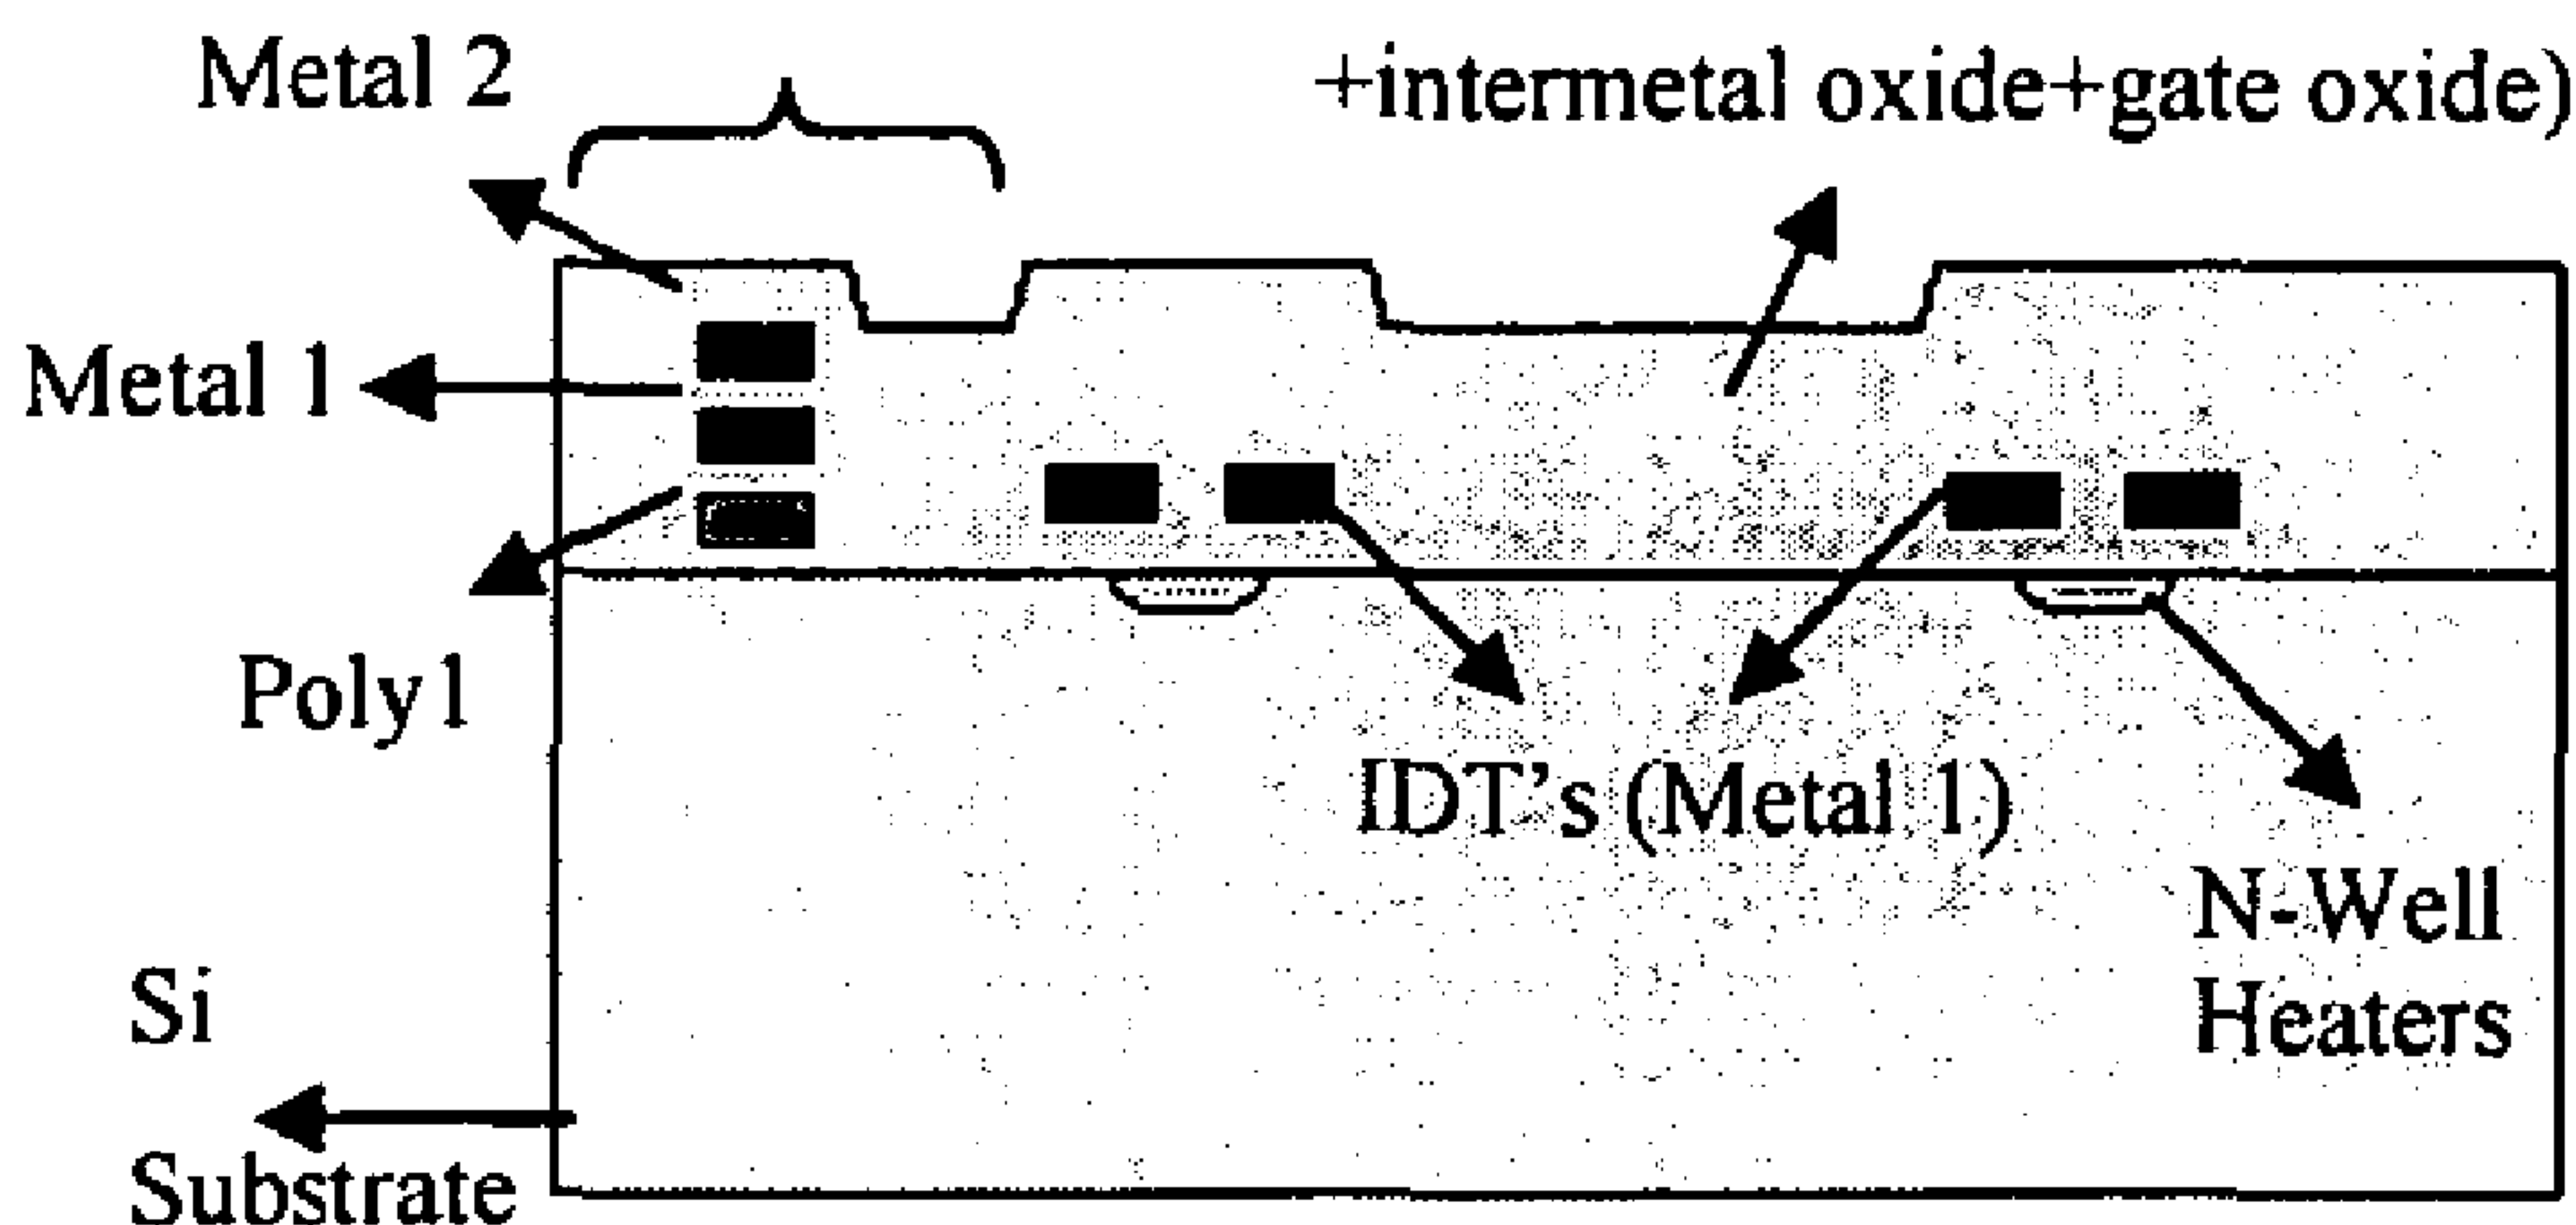 Metal 2
+intermetal oxide+gate oxide)
Metal 1
Poly1
IDT's (Metal 1)
N-Well
Heaters
Si
Substrate